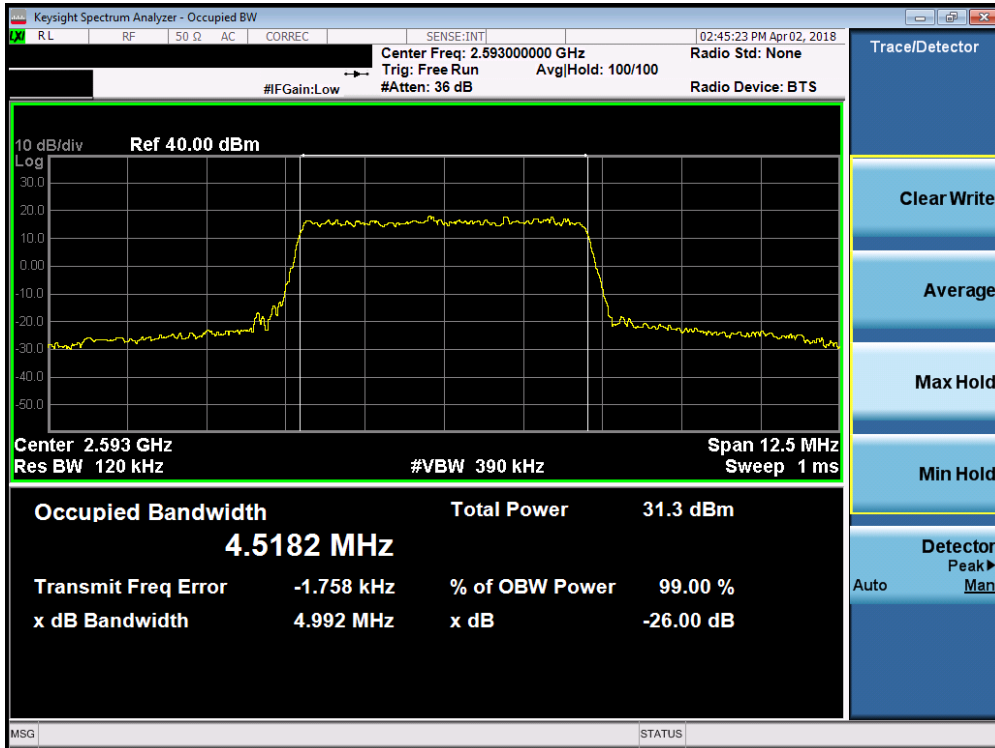 Keysight Spectrum Analyzer - Occupied BW
LXI RL RF 50 Ω AC CORREC SENSE:INT 02:45:23 PM Apr 02, 2018
Center Freq: 2.593000000 GHz Radio Std: None
Trig: Free Run Avg|Hold: 100/100
#IFGain:Low #Atten: 36 dB Radio Device: BTS
10 dB/div Ref 40.00 dBm
Log
30.0
20.0
10.0
0.00
-10.0
-20.0
-30.0
-40.0
-50.0
Center 2.593 GHz Span 12.5 MHz
Res BW 120 kHz #VBW 390 kHz Sweep 1 ms
Occupied Bandwidth Total Power 31.3 dBm
4.5182 MHz
Transmit Freq Error -1.758 kHz % of OBW Power 99.00 %
x dB Bandwidth 4.992 MHz x dB -26.00 dB
MSG STATUS
Trace/Detector
Clear Write
Average
Max Hold
Min Hold
Detector
Peak▶
Auto Man